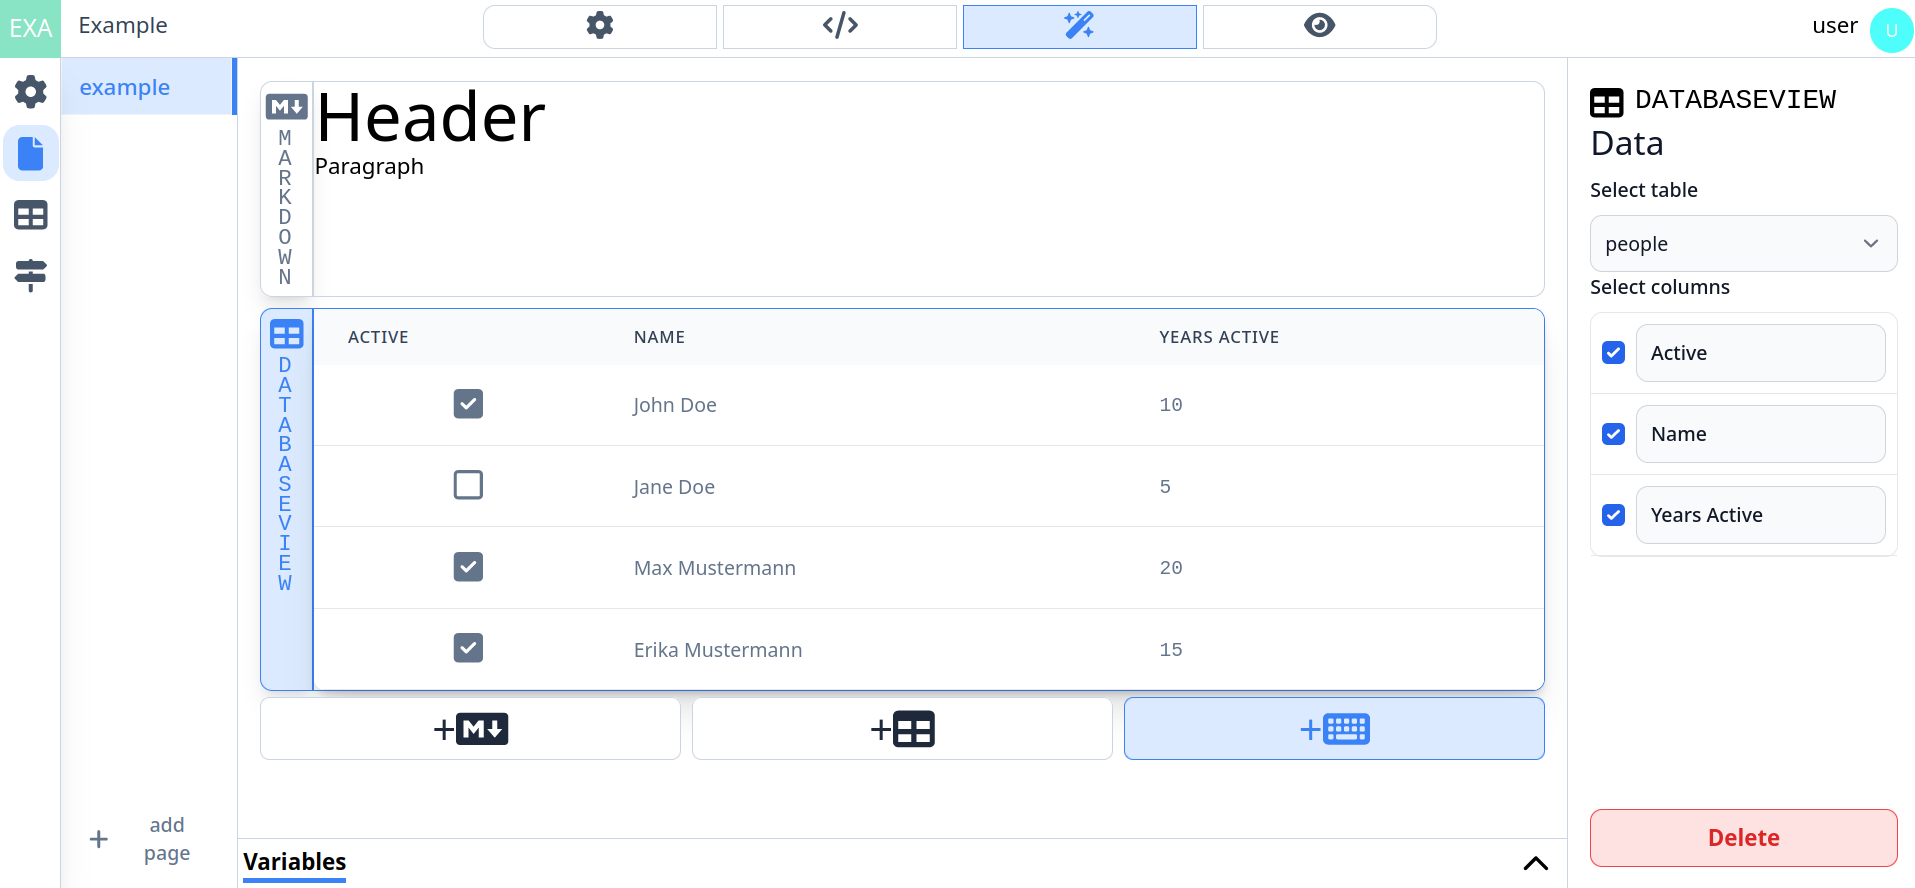 EXA
Example
user
U
example
M
MARKDOWN
Header
Paragraph
DATABASEVIEW
ACTIVE NAME YEARS ACTIVE
John Doe 10
Jane Doe 5
Max Mustermann 20
Erika Mustermann 15
+M
+
+
+ add
page
Variables
DATABASEVIEW
Data
Select table
people
Select columns
Active
Name
Years Active
Delete